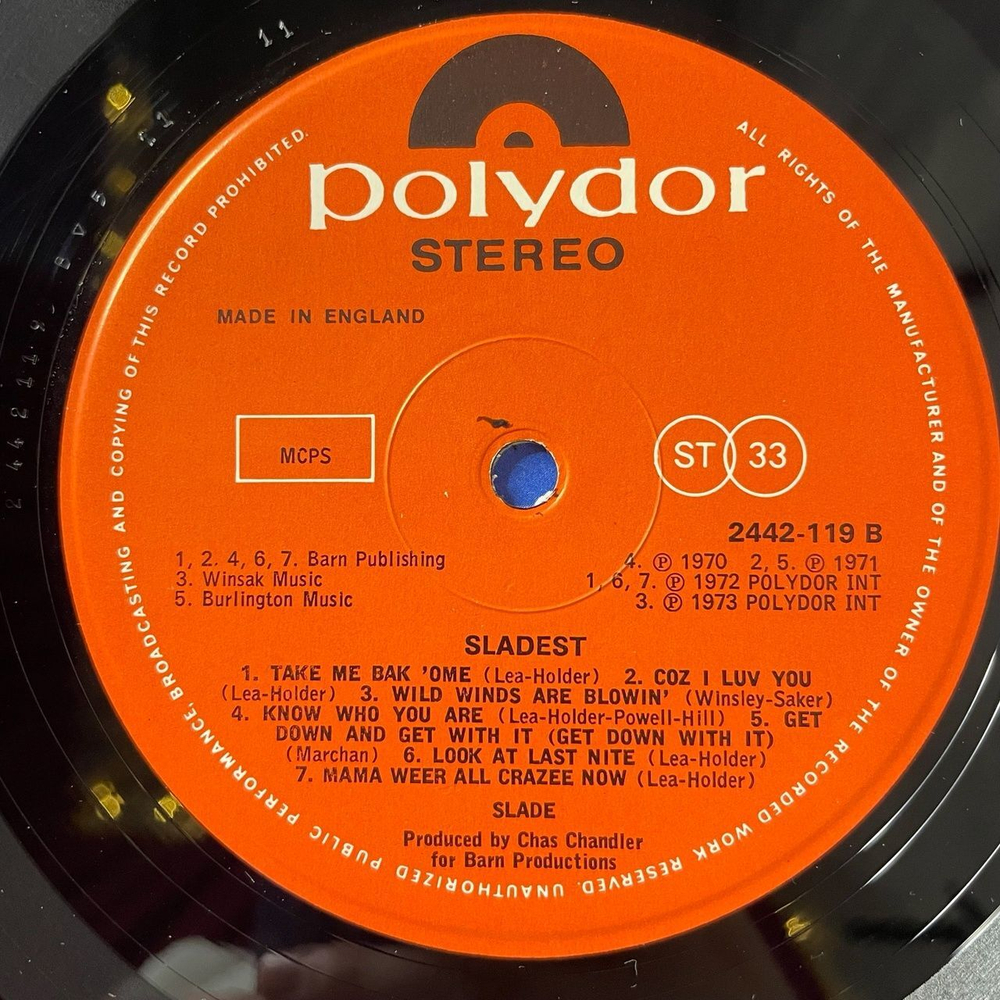 polydor
STEREO
MADE IN ENGLAND
MCPS
ST 33
2442-119 B
1, 2. 4, 6, 7. Barn Publishing
3. Winsak Music
5. Burlington Music
4. Ⓟ 1970 2, 5. Ⓟ 1971
1, 6, 7. Ⓟ 1972 POLYDOR INT
3. Ⓟ 1973 POLYDOR INT
SLADEST
1. TAKE ME BAK 'OME (Lea-Holder) 2. COZ I LUV YOU
(Lea-Holder) 3. WILD WINDS ARE BLOWIN' (Winsley-Saker)
4. KNOW WHO YOU ARE (Lea-Holder-Powell-Hill) 5. GET
DOWN AND GET WITH IT (GET DOWN WITH IT)
(Marchan) 6. LOOK AT LAST NITE (Lea-Holder)
7. MAMA WEER ALL CRAZEE NOW (Lea-Holder)
SLADE
Produced by Chas Chandler
for Barn Productions
ALL RIGHTS OF THE MANUFACTURER AND OF THE OWNER OF THE RECORDED WORK RESERVED. UNAUTHORIZED PUBLIC PERFORMANCE, BROADCASTING AND COPYING OF THIS RECORD PROHIBITED.
11